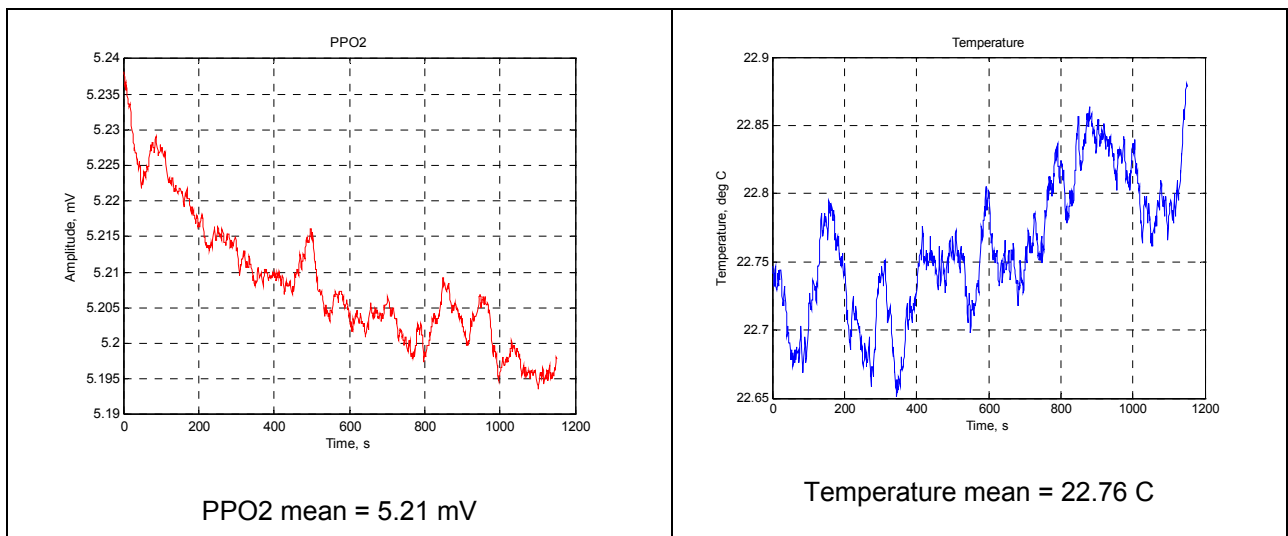 PPO2
5.24
5.235
5.23
5.225
5.22
5.215
5.21
5.205
5.2
5.195
5.19
Amplitude, mV
0 200 400 600 800 1000 1200
Time, s
PPO2 mean = 5.21 mV
Temperature
22.9
22.85
22.8
22.75
22.7
22.65
Temperature, deg C
0 200 400 600 800 1000 1200
Time, s
Temperature mean = 22.76 C